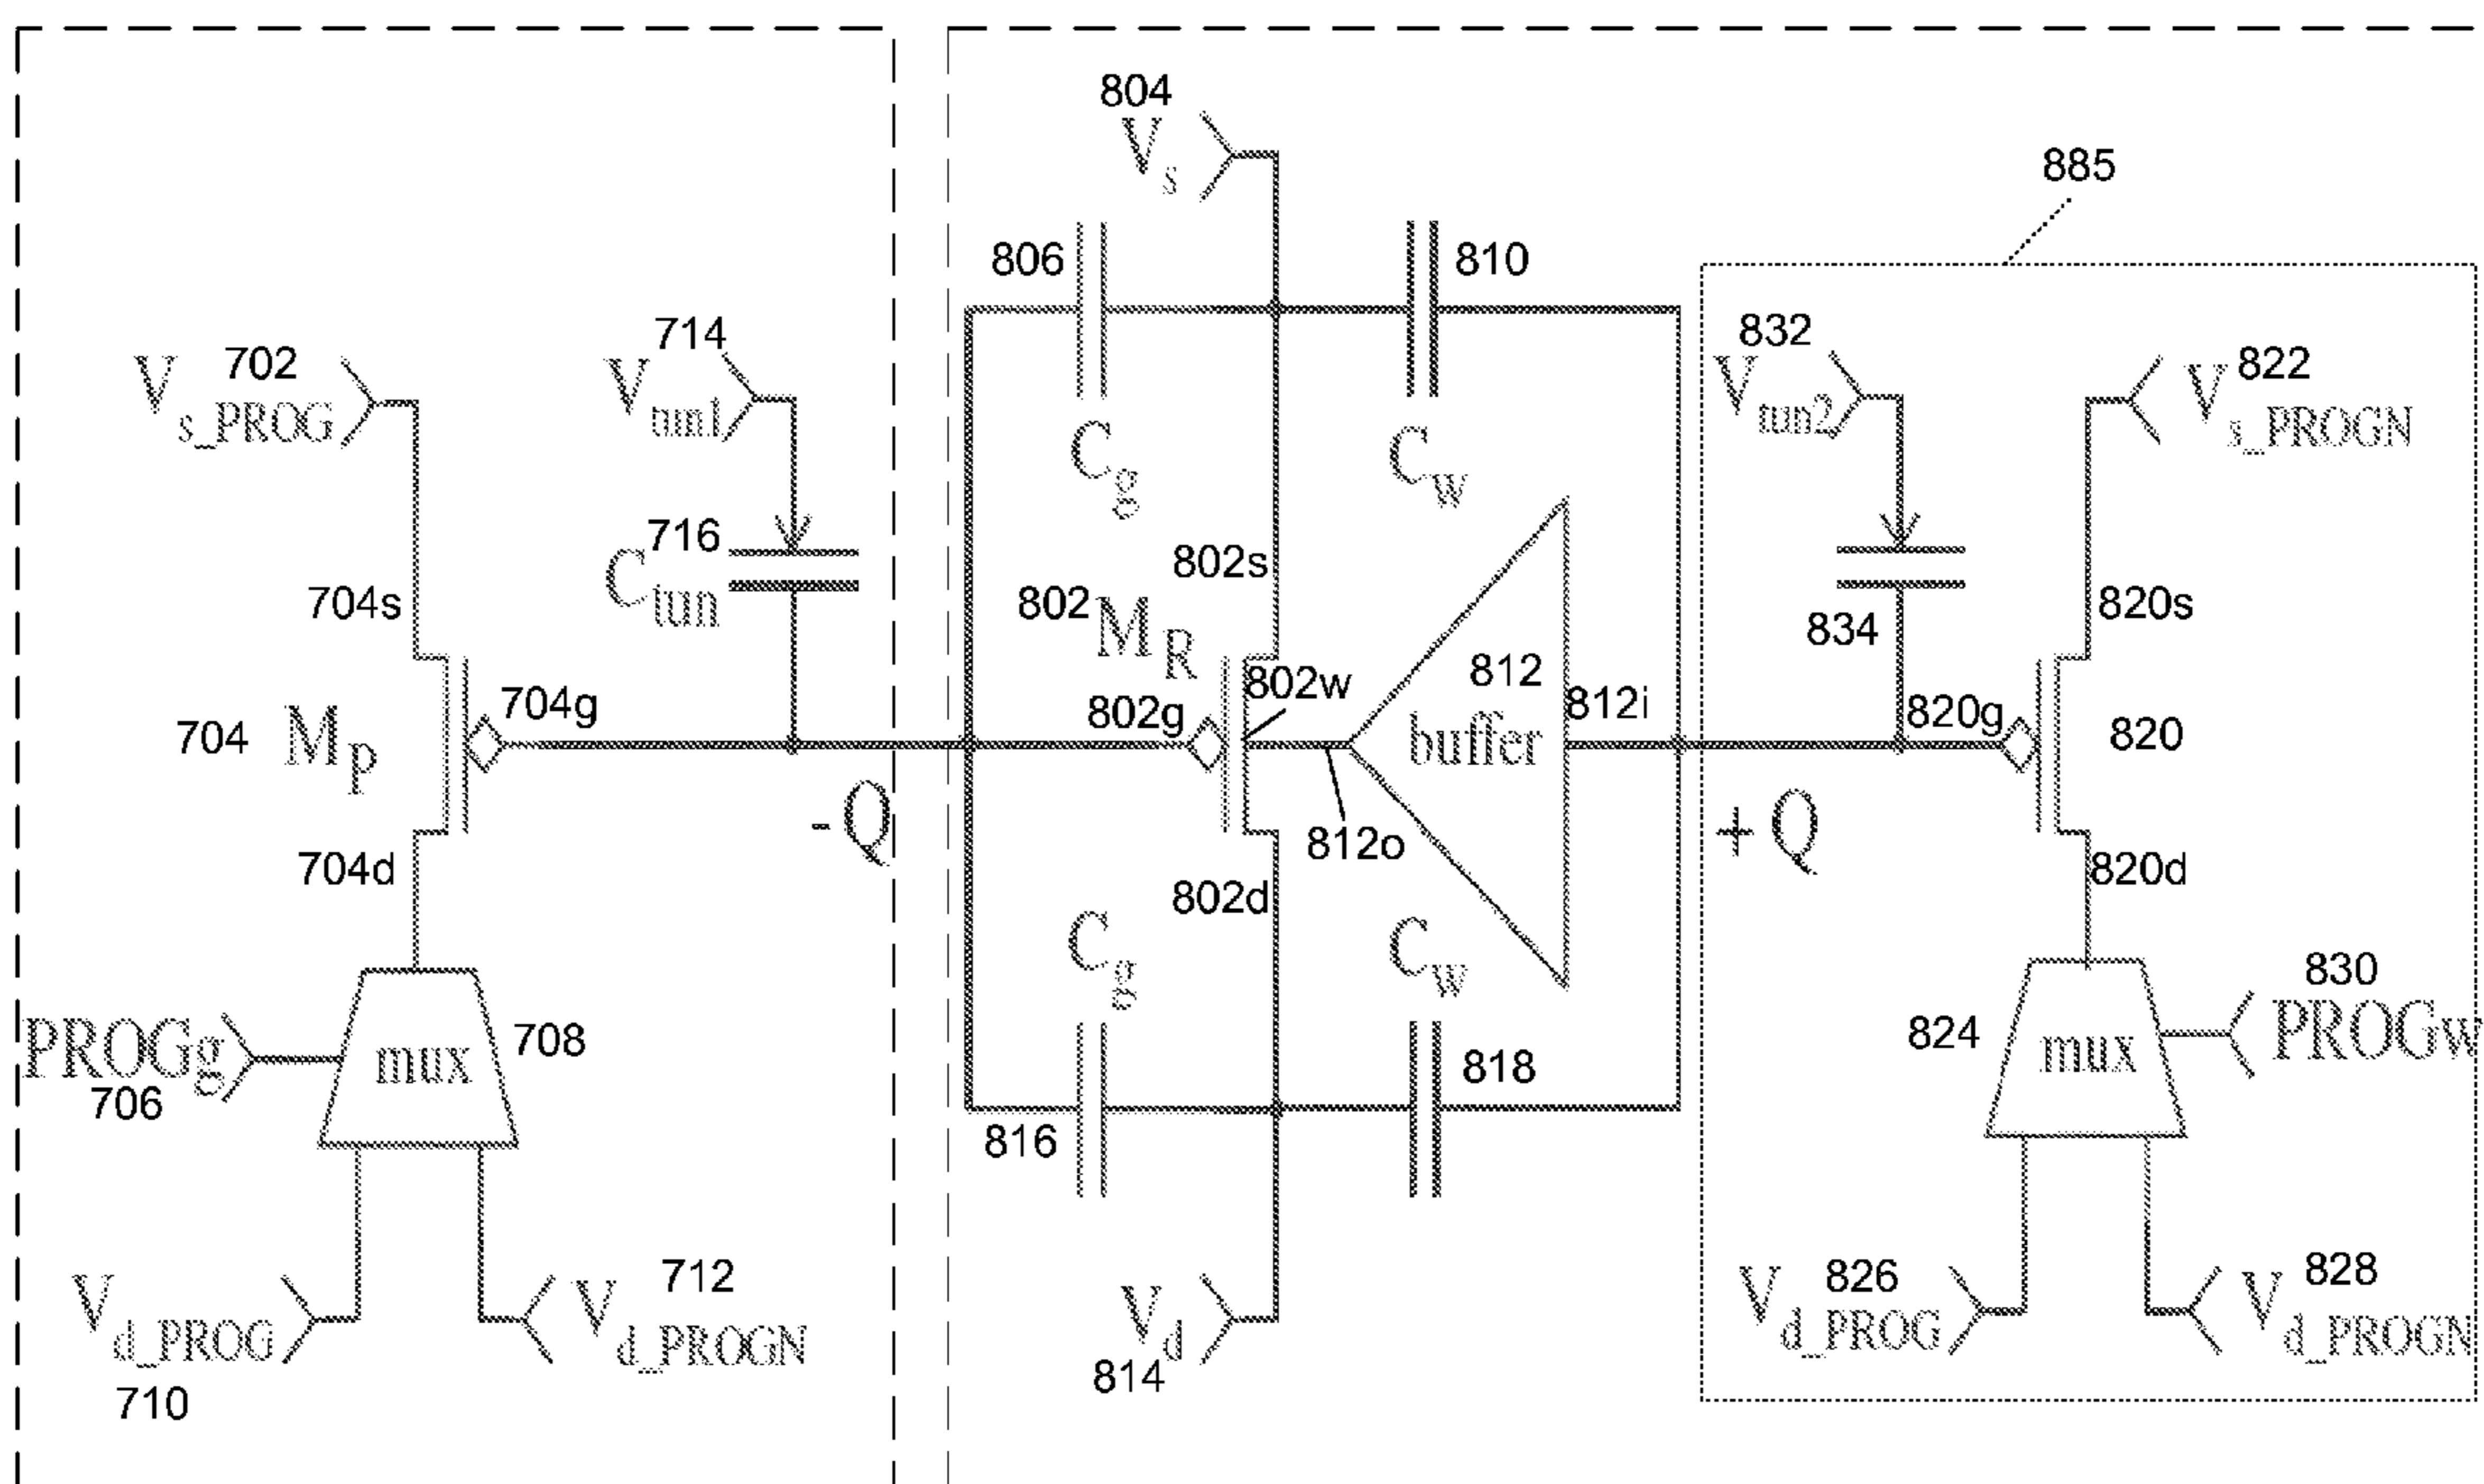 804
V_s
885
806
810
832
V_tun2
822
V_s_PROGN
702
V_s_PROG
714
V_tun1
C_g
C_w
716
C_tun
802s
704s
802 M_R
834
820s
812
buffer
802w
812i
704 M_p
704g
802g
820g
820
- Q
812o
+ Q
704d
802d
820d
C_g
C_w
PROGg
706
mux
708
818
824
mux
830
PROGw
816
V_d_PROG
710
712
V_d_PROGN
V_d
814
826
V_d_PROG
828
V_d_PROGN